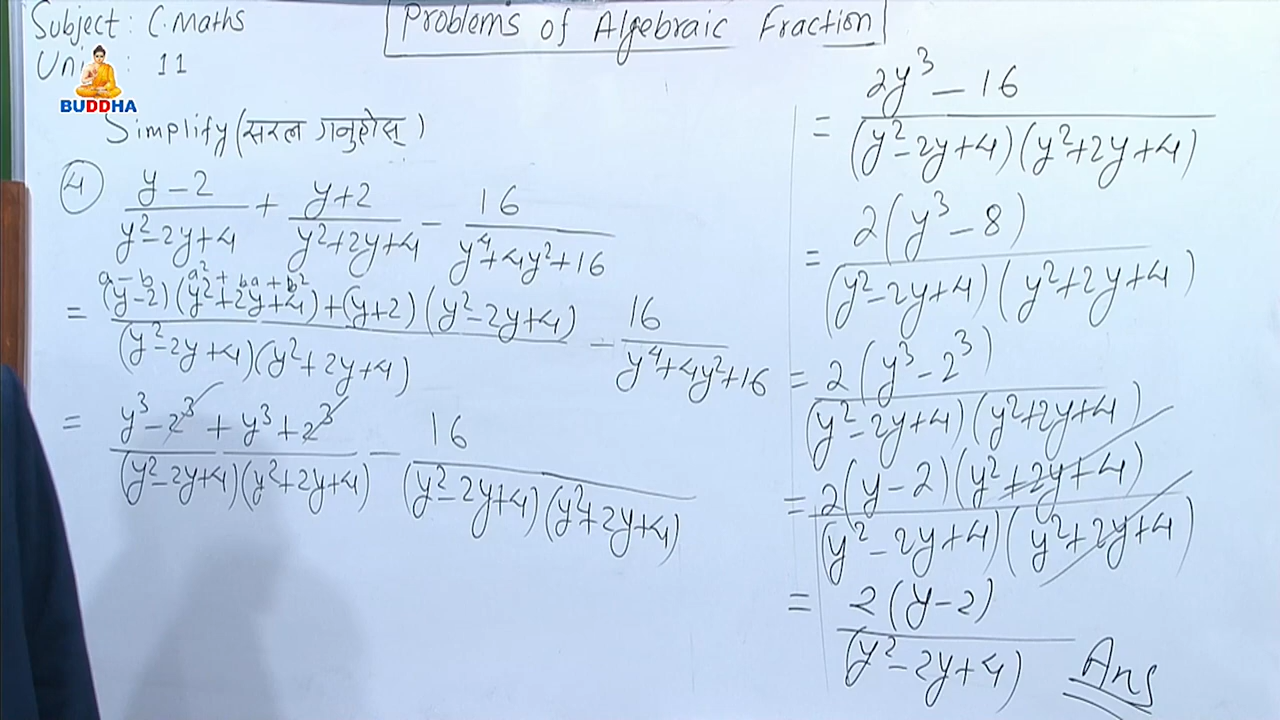 Subject: C.Maths
Problems of Algebraic Fraction
Unit: 11
BUDDHA
Simplify (सरल गर्नुहोस्)
(4) (y-2)/(y²-2y+4) + (y+2)/(y²+2y+4) - 16/(y⁴+4y²+16)
a-b a²+ba+b²
= ((y-2)(y²+2y+4)+(y+2)(y²-2y+4))/((y²-2y+4)(y²+2y+4)) - 16/(y⁴+4y²+16)
= (y³-2³+y³+2³)/((y²-2y+4)(y²+2y+4)) - 16/((y²-2y+4)(y²+2y+4))
= (2y³-16)/((y²-2y+4)(y²+2y+4))
= 2(y³-8)/((y²-2y+4)(y²+2y+4))
= 2(y³-2³)/((y²-2y+4)(y²+2y+4))
= 2(y-2)(y²+2y+4)/((y²-2y+4)(y²+2y+4))
= 2(y-2)/(y²-2y+4) Ans